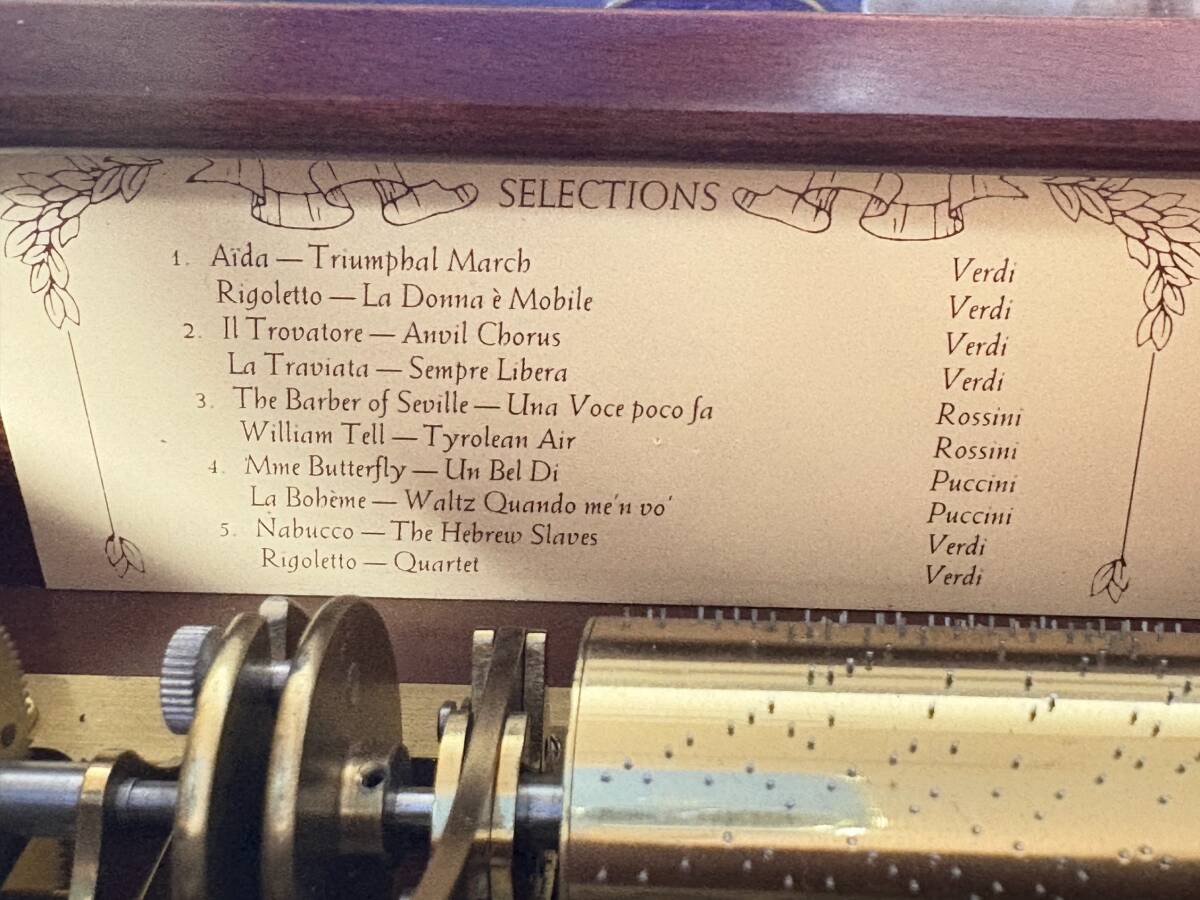 SELECTIONS
1. Aïda — Triumphal March Verdi
Rigoletto — La Donna è Mobile Verdi
2. Il Trovatore — Anvil Chorus Verdi
La Traviata — Sempre Libera Verdi
3. The Barber of Seville — Una Voce poco fa Rossini
William Tell — Tyrolean Air Rossini
4. Mme Butterfly — Un Bel Di Puccini
La Bohème — Waltz Quando me'n vo' Puccini
5. Nabucco — The Hebrew Slaves Verdi
Rigoletto — Quartet Verdi